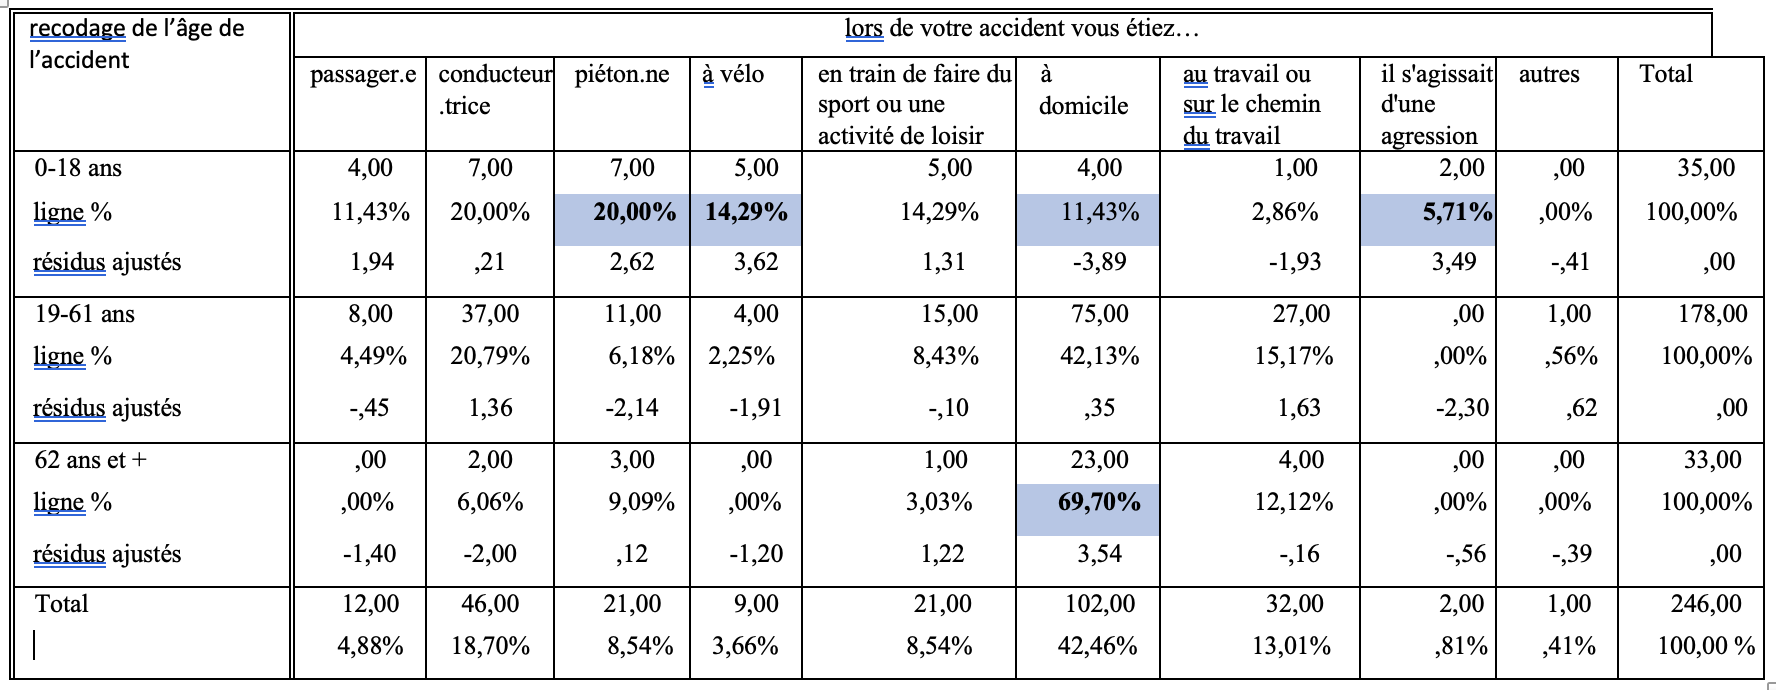 recodage de l’âge de l’accident lors de votre accident vous étiez…
passager.e conducteur.trice piéton.ne à vélo en train de faire du sport ou une activité de loisir à domicile au travail ou sur le chemin du travail il s'agissait d'une agression autres Total
0-18 ans 4,00 7,00 7,00 5,00 5,00 4,00 1,00 2,00 ,00 35,00
ligne % 11,43% 20,00% 20,00% 14,29% 14,29% 11,43% 2,86% 5,71% ,00% 100,00%
résidus ajustés 1,94 ,21 2,62 3,62 1,31 -3,89 -1,93 3,49 -,41 ,00
19-61 ans 8,00 37,00 11,00 4,00 15,00 75,00 27,00 ,00 1,00 178,00
ligne % 4,49% 20,79% 6,18% 2,25% 8,43% 42,13% 15,17% ,00% ,56% 100,00%
résidus ajustés -,45 1,36 -2,14 -1,91 -,10 ,35 1,63 -2,30 ,62 ,00
62 ans et + ,00 2,00 3,00 ,00 1,00 23,00 4,00 ,00 ,00 33,00
ligne % ,00% 6,06% 9,09% ,00% 3,03% 69,70% 12,12% ,00% ,00% 100,00%
résidus ajustés -1,40 -2,00 ,12 -1,20 1,22 3,54 -,16 -,56 -,39 ,00
Total 12,00 46,00 21,00 9,00 21,00 102,00 32,00 2,00 1,00 246,00
4,88% 18,70% 8,54% 3,66% 8,54% 42,46% 13,01% ,81% ,41% 100,00 %